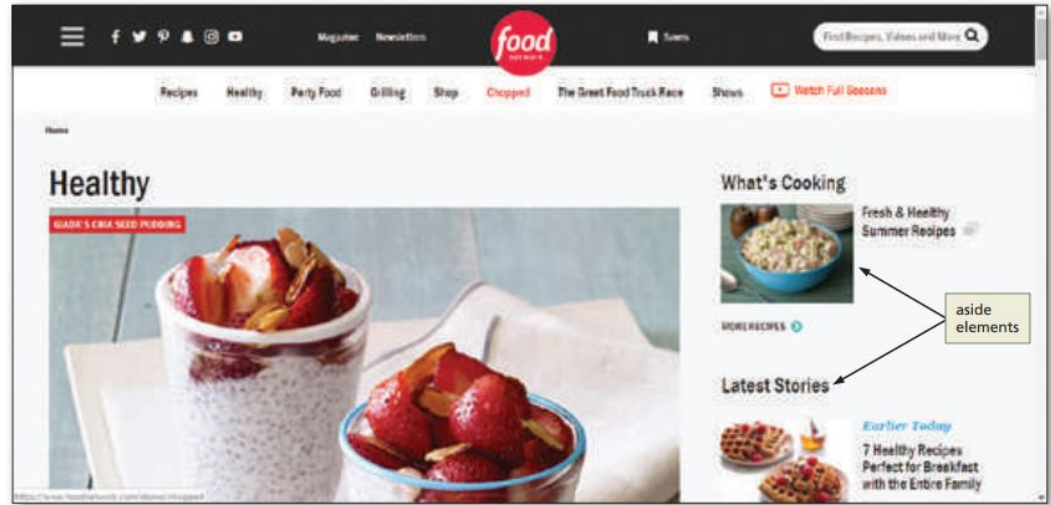 Magazine Newsletters
food
NETWORK
Saves
Find Recipes, Videos and More
Recipes Healthy Party Food Grilling Shop Chopped The Great Food Truck Race Shows Watch Full Seasons
Home
Healthy
GIADA'S CHIA SEED PUDDING
What's Cooking
Fresh & Healthy
Summer Recipes
MORE RECIPES
aside
elements
Latest Stories
Earlier Today
7 Healthy Recipes
Perfect for Breakfast
with the Entire Family